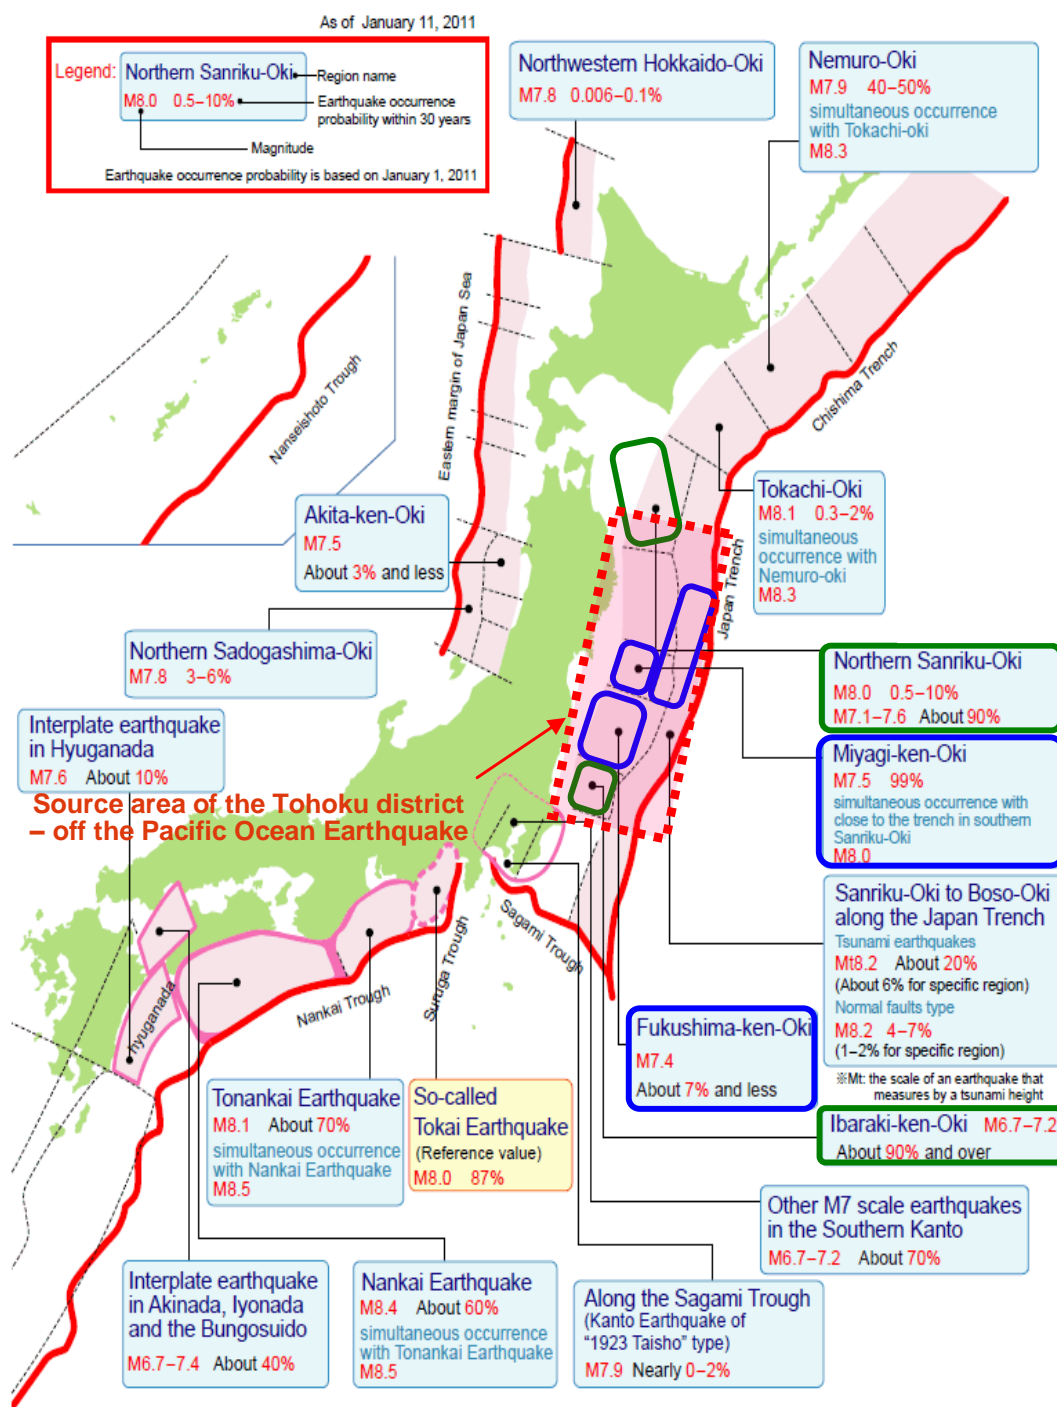 As of January 11, 2011
Legend:
Northern Sanriku-Oki
M8.0 0.5–10%
Region name
Earthquake occurrence
probability within 30 years
Magnitude
Earthquake occurrence probability is based on January 1, 2011
Northwestern Hokkaido-Oki
M7.8 0.006–0.1%
Nemuro-Oki
M7.9 40–50%
simultaneous occurrence
with Tokachi-oki
M8.3
Nanseishoto Trough
Eastern margin of Japan Sea
Chishima Trench
Japan Trench
Akita-ken-Oki
M7.5
About 3% and less
Tokachi-Oki
M8.1 0.3–2%
simultaneous
occurrence with
Nemuro-oki
M8.3
Northern Sadogashima-Oki
M7.8 3–6%
Northern Sanriku-Oki
M8.0 0.5–10%
M7.1–7.6 About 90%
Interplate earthquake
in Hyuganada
M7.6 About 10%
Miyagi-ken-Oki
M7.5 99%
simultaneous occurrence with
close to the trench in southern
Sanriku-Oki
M8.0
Source area of the Tohoku district
– off the Pacific Ocean Earthquake
Sanriku-Oki to Boso-Oki
along the Japan Trench
Tsunami earthquakes
Mt8.2 About 20%
(About 6% for specific region)
Normal faults type
M8.2 4–7%
(1–2% for specific region)
※Mt: the scale of an earthquake that
measures by a tsunami height
Sagami Trough
Suruga Trough
Nankai Trough
hyuganada
Fukushima-ken-Oki
M7.4
About 7% and less
Ibaraki-ken-Oki M6.7–7.2
About 90% and over
Tonankai Earthquake
M8.1 About 70%
simultaneous occurrence
with Nankai Earthquake
M8.5
So-called
Tokai Earthquake
(Reference value)
M8.0 87%
Other M7 scale earthquakes
in the Southern Kanto
M6.7–7.2 About 70%
Interplate earthquake
in Akinada, Iyonada
and the Bungosuido
M6.7–7.4 About 40%
Nankai Earthquake
M8.4 About 60%
simultaneous occurrence
with Tonankai Earthquake
M8.5
Along the Sagami Trough
(Kanto Earthquake of
“1923 Taisho” type)
M7.9 Nearly 0–2%